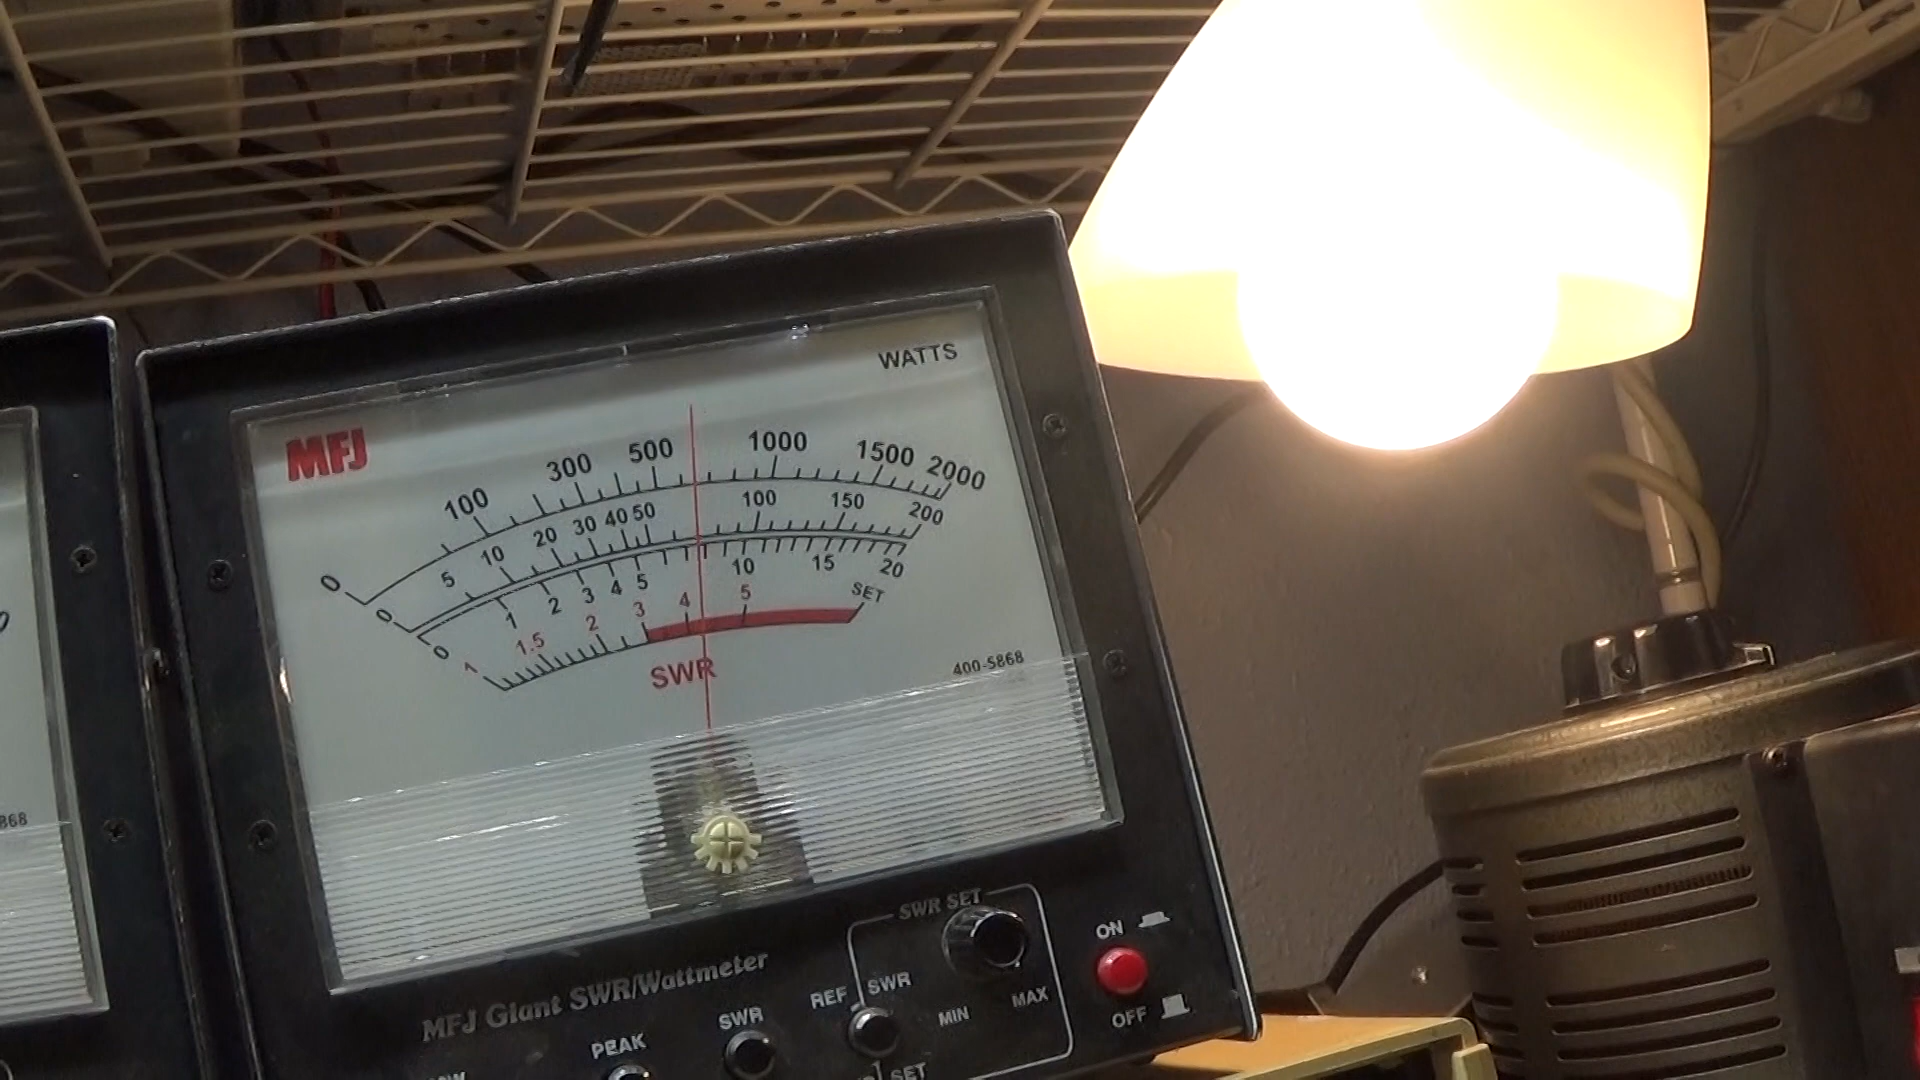 WATTS
MFJ
0 100 300 500 1000 1500 2000
0 5 10 20 30 40 50 100 150 200
0 1 2 3 4 5 10 15 20
1 1.5 2 3 4 5 SET
SWR
400-5868
868
MFJ Giant SWR/Wattmeter
SWR SET
MIN MAX
ON
OFF
PEAK
SWR
REF SWR
SET